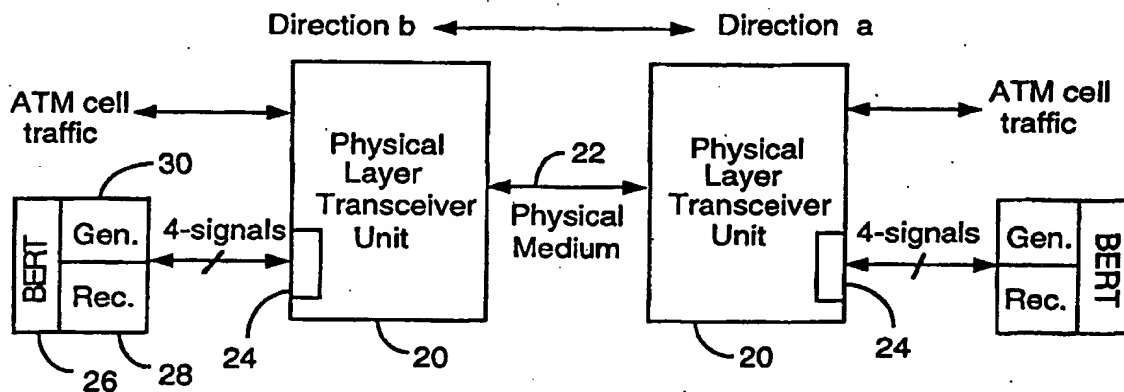 Direction b
Direction a
ATM cell
traffic
Physical
Layer
Transceiver
Unit
22
Physical
Medium
Physical
Layer
Transceiver
Unit
ATM cell
traffic
30
BERT
Gen.
Rec.
4-signals
4-signals
Gen.
Rec.
BERT
26
28
24
20
20
24